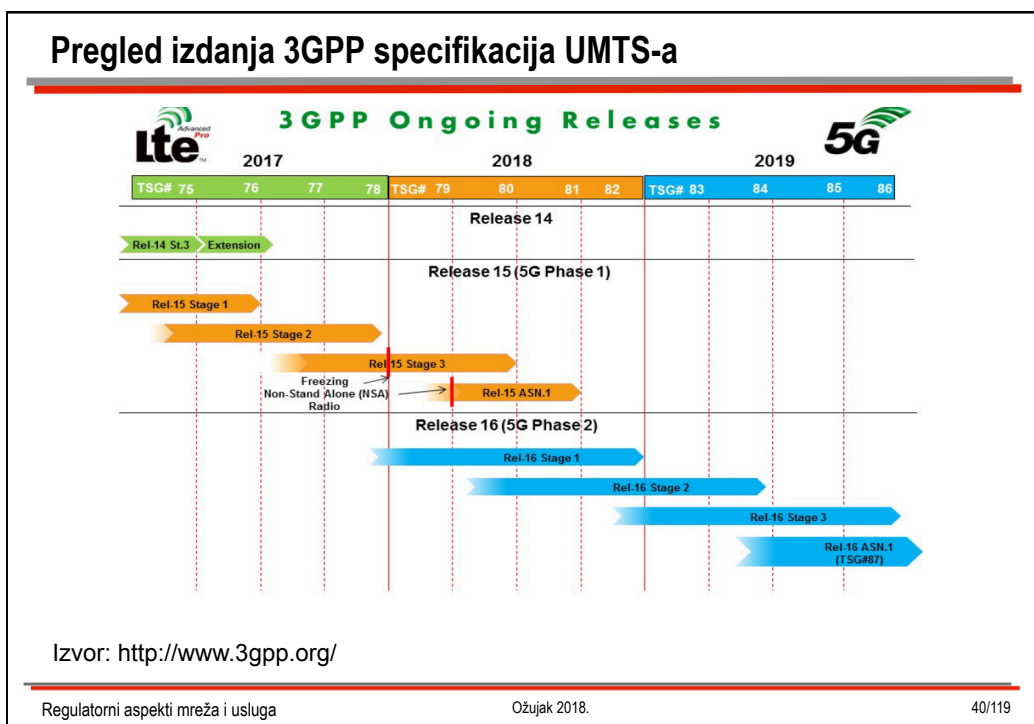 Pregled izdanja 3GPP specifikacija UMTS-a
LTE Advanced Pro TM
3GPP Ongoing Releases
5G
2017 2018 2019
TSG# 75 76 77 78 TSG# 79 80 81 82 TSG# 83 84 85 86
Release 14
Rel-14 St.3 Extension
Release 15 (5G Phase 1)
Rel-15 Stage 1
Rel-15 Stage 2
Rel-15 Stage 3
Freezing
Non-Stand Alone (NSA)
Radio
Rel-15 ASN.1
Release 16 (5G Phase 2)
Rel-16 Stage 1
Rel-16 Stage 2
Rel-16 Stage 3
Rel-16 ASN.1
(TSG#87)
Izvor: http://www.3gpp.org/
Regulatorni aspekti mreža i usluga Ožujak 2018. 40/119